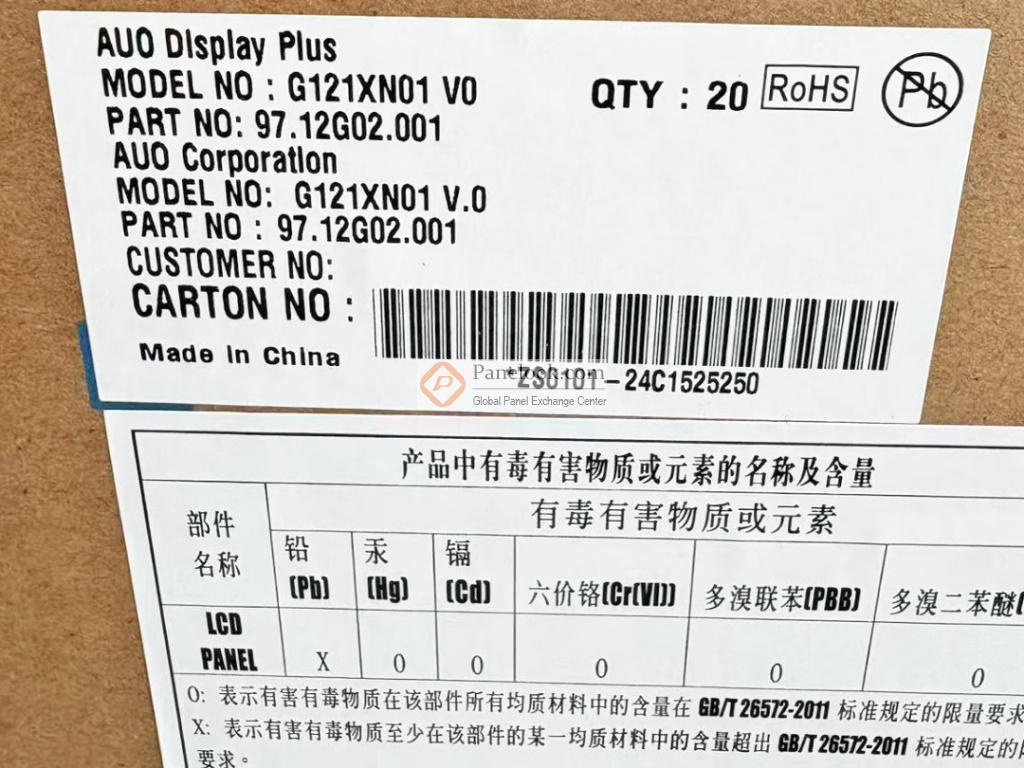 AUO Display Plus
MODEL NO : G121XN01 V0
QTY : 20
RoHS
Pb
PART NO: 97.12G02.001
AUO Corporation
MODEL NO: G121XN01 V.0
PART NO : 97.12G02.001
CUSTOMER NO:
CARTON NO :
Made in China
-24C1525250
Panelook.com
Global Panel Exchange Center
产品中有毒有害物质或元素的名称及含量
部件名称
有毒有害物质或元素
铅(Pb)
汞(Hg)
镉(Cd)
六价铬(Cr(VI))
多溴联苯(PBB)
多溴二苯醚(
LCD PANEL
X
O
O
O
O
O
O: 表示有害有毒物质在该部件所有均质材料中的含量在 GB/T 26572-2011 标准规定的限量要求
X: 表示有害有毒物质至少在该部件的某一均质材料中的含量超出 GB/T 26572-2011 标准规定的
要求。